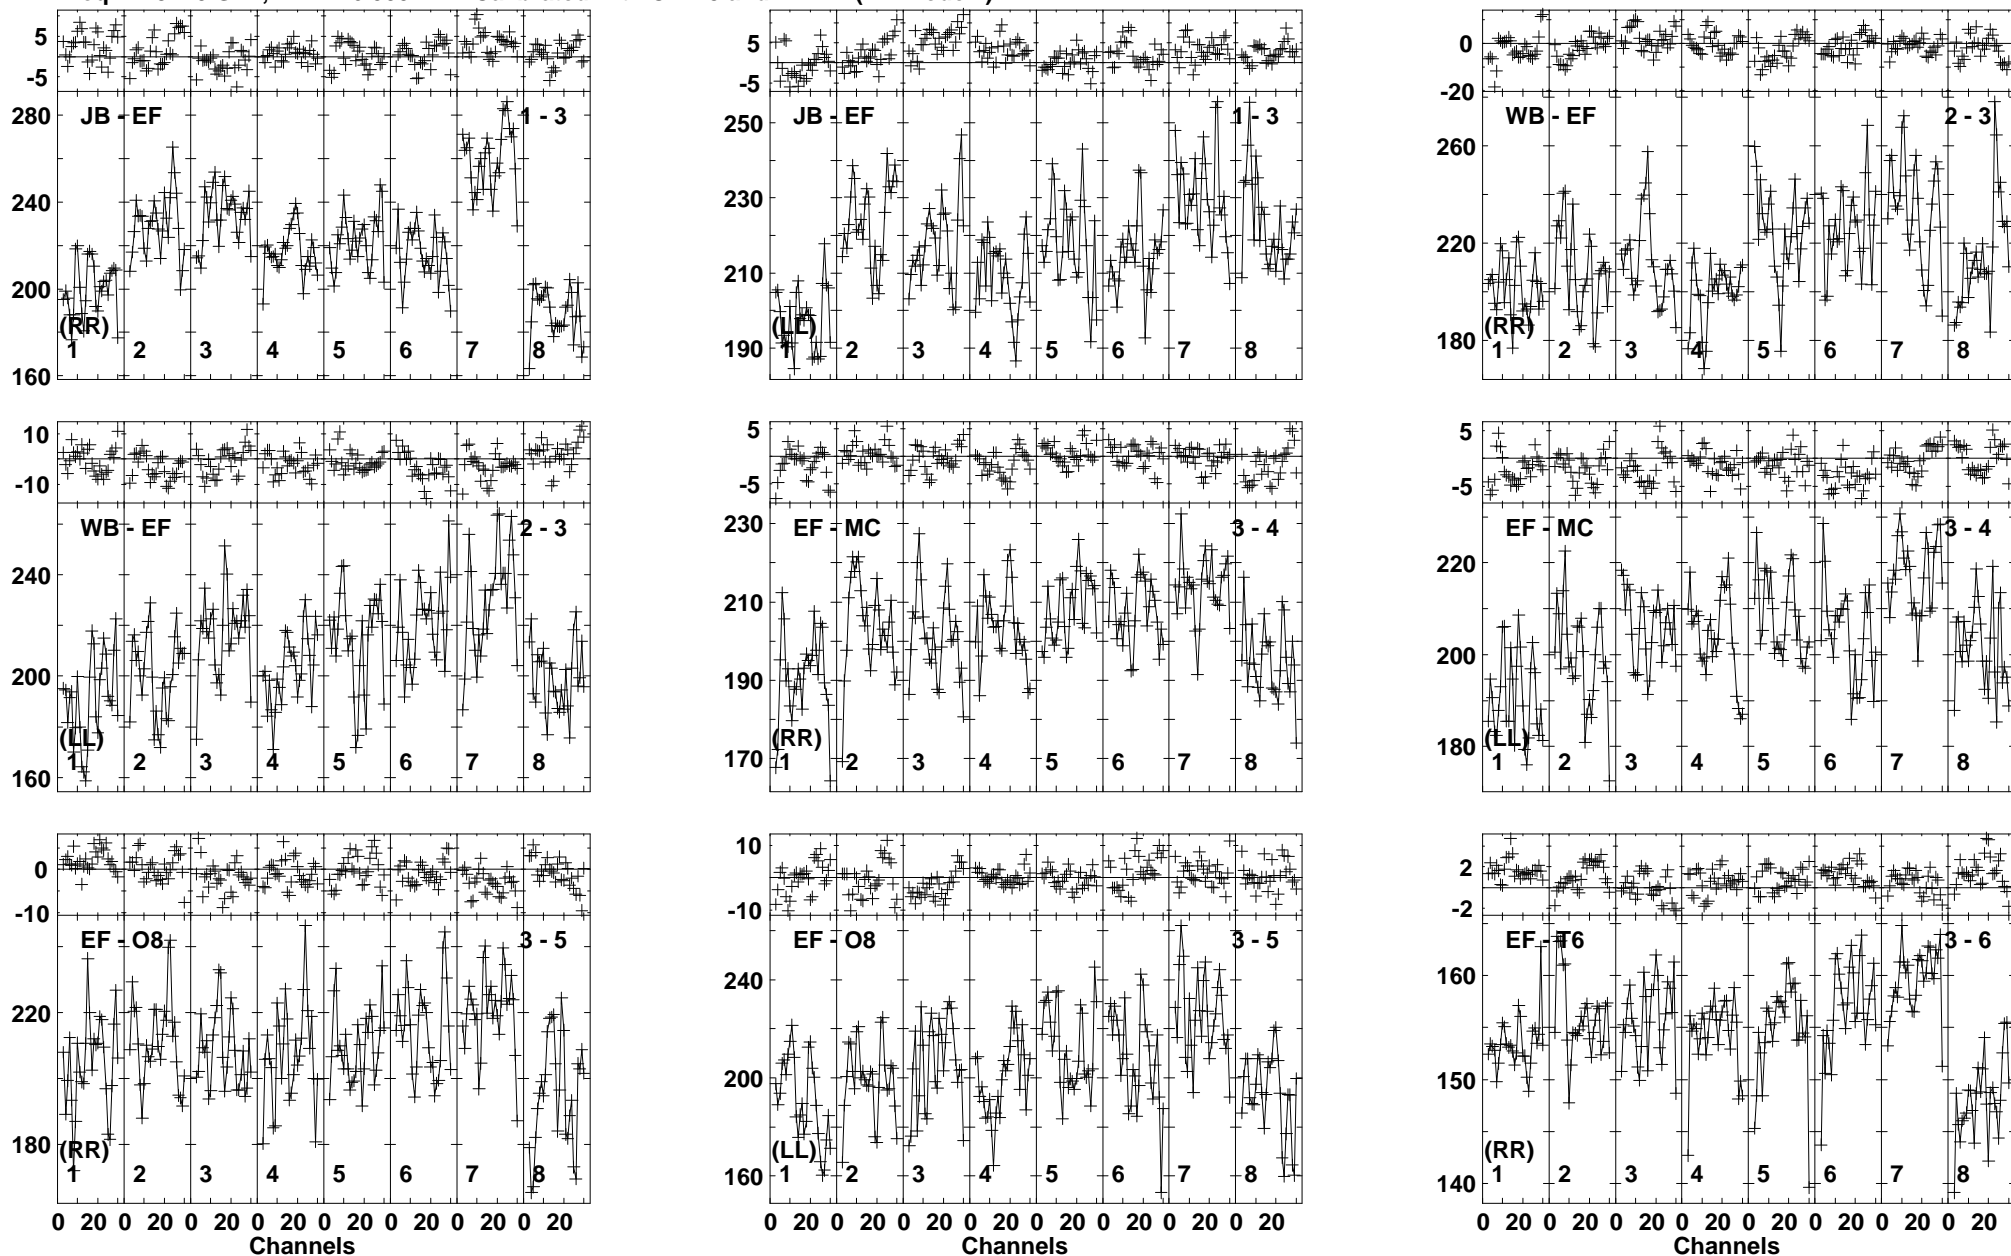 5
-5
280
240
200
160
JB - EF
1 - 3
(RR)
1 2 3 4 5 6 7 8
5
-5
250
230
210
190
JB - EF
1 - 3
(LL)
1 2 3 4 5 6 7 8
0
-20
260
220
180
WB - EF
2 - 3
(RR)
1 2 3 4 5 6 7 8
10
-10
240
200
160
WB - EF
2 - 3
(LL)
1 2 3 4 5 6 7 8
5
-5
230
210
190
170
EF - MC
3 - 4
(RR)
1 2 3 4 5 6 7 8
5
-5
220
200
180
EF - MC
3 - 4
(LL)
1 2 3 4 5 6 7 8
0
-10
220
180
EF - O8
3 - 5
(RR)
1 2 3 4 5 6 7 8
0 20 0 20 0 20 0 20 0 20 0 20 0 20 0 20
Channels
10
-10
240
200
160
EF - O8
3 - 5
(LL)
1 2 3 4 5 6 7 8
0 20 0 20 0 20 0 20 0 20 0 20 0 20 0 20
Channels
2
-2
160
150
140
EF - T6
3 - 6
(RR)
1 2 3 4 5 6 7 8
0 20 0 20 0 20 0 20 0 20 0 20 0 20 0 20
Channels